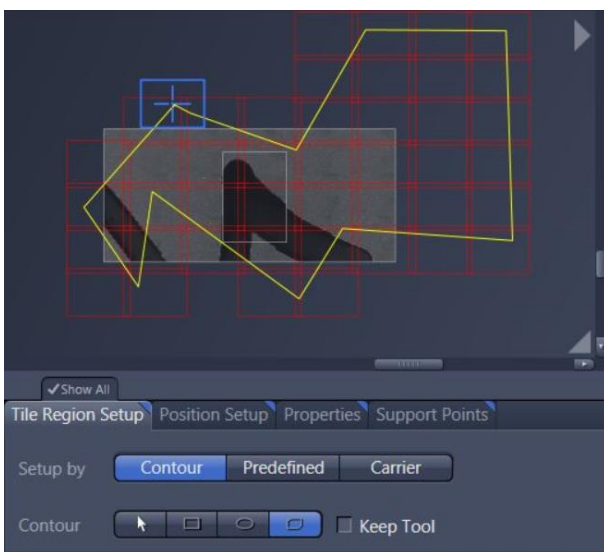 ✓Show All
Tile Region Setup Position Setup Properties Support Points
Setup by Contour Predefined Carrier
Contour Keep Tool